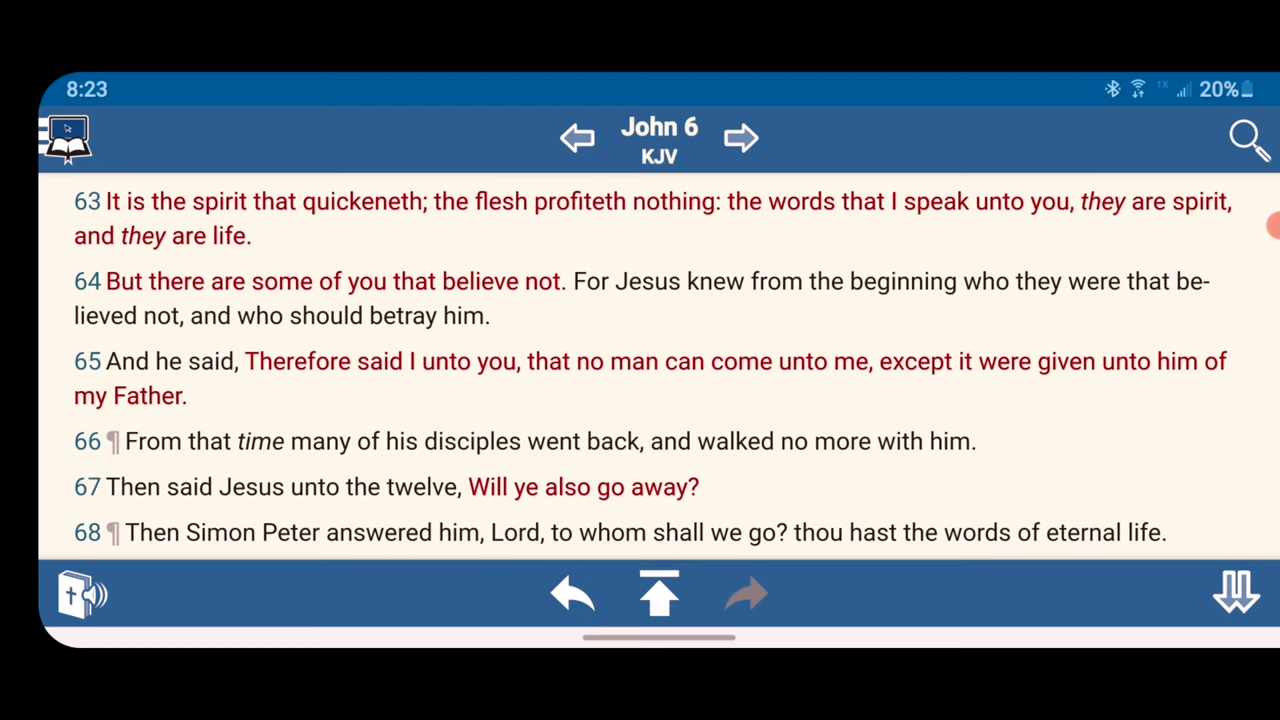 8:23
1X 20%
John 6
KJV
63 It is the spirit that quickeneth; the flesh profiteth nothing: the words that I speak unto you, they are spirit,
and they are life.
64 But there are some of you that believe not. For Jesus knew from the beginning who they were that be-
lieved not, and who should betray him.
65 And he said, Therefore said I unto you, that no man can come unto me, except it were given unto him of
my Father.
66 ¶ From that time many of his disciples went back, and walked no more with him.
67 Then said Jesus unto the twelve, Will ye also go away?
68 ¶ Then Simon Peter answered him, Lord, to whom shall we go? thou hast the words of eternal life.